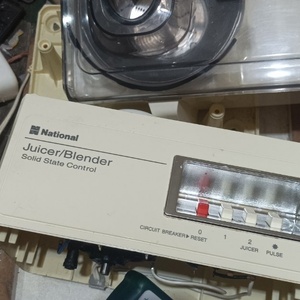 National
Juicer/Blender
Solid State Control
CIRCUIT BREAKER▶RESET
0
1
2
JUICER
PULSE